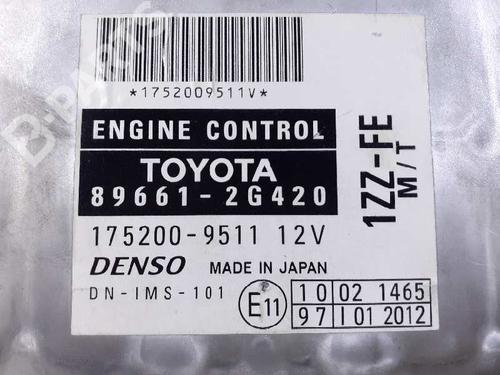 *1752009511V*
ENGINE CONTROL
TOYOTA
89661-2G420
175200-9511 12V
DENSO MADE IN JAPAN
DN-IMS-101 E11
10 02 1465
97 I 01 2012
1ZZ-FE
M/T
B-PARTS